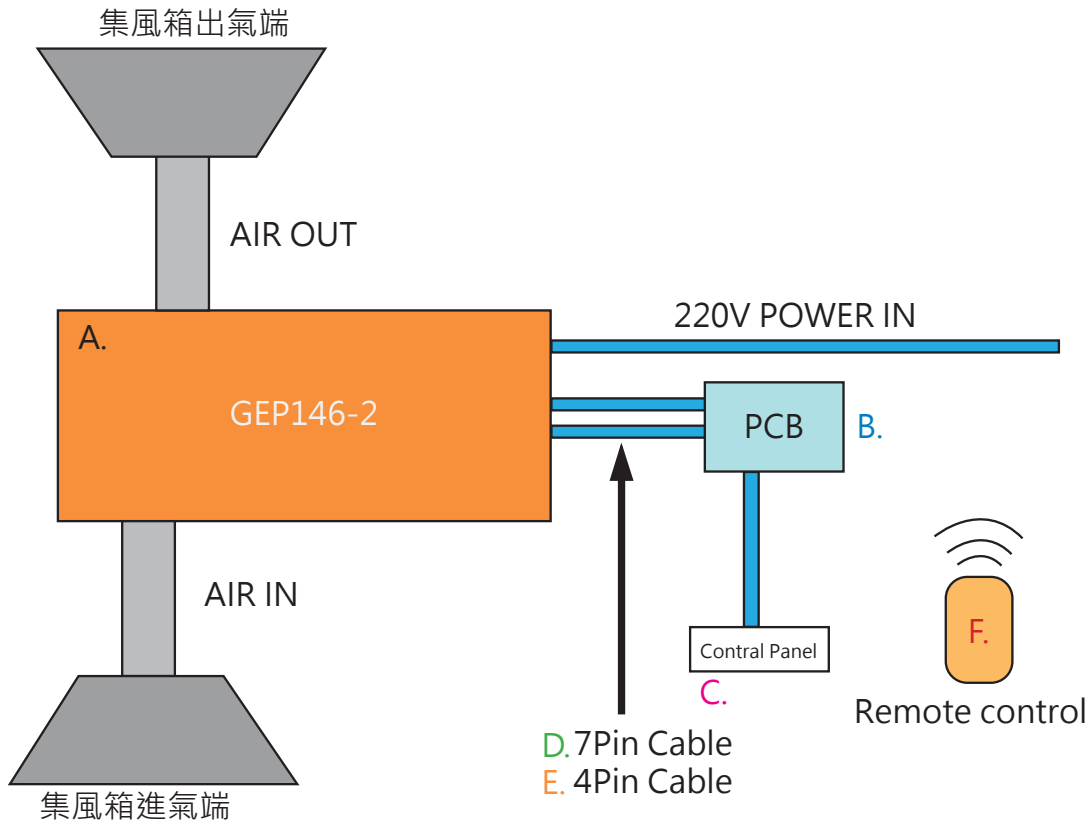 集風箱出氣端
AIR OUT
220V POWER IN
A.
GEP146-2
PCB
B.
AIR IN
Contral Panel
C.
F.
Remote control
D. 7Pin Cable
E. 4Pin Cable
集風箱進氣端